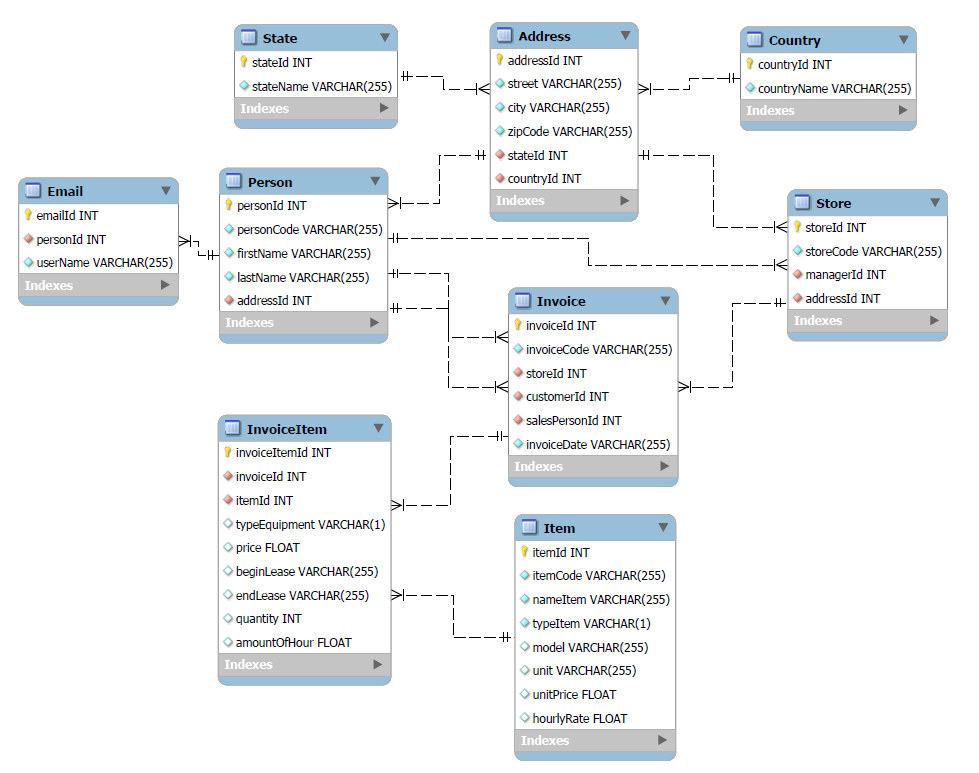 State
stateId INT
stateName VARCHAR(255)
Indexes
Address
addressId INT
street VARCHAR(255)
city VARCHAR(255)
zipCode VARCHAR(255)
stateId INT
countryId INT
Indexes
Country
countryId INT
countryName VARCHAR(255)
Indexes
Email
emailId INT
personId INT
userName VARCHAR(255)
Indexes
Person
personId INT
personCode VARCHAR(255)
firstName VARCHAR(255)
lastName VARCHAR(255)
addressId INT
Indexes
Store
storeId INT
storeCode VARCHAR(255)
managerId INT
addressId INT
Indexes
Invoice
invoiceId INT
invoiceCode VARCHAR(255)
storeId INT
customerId INT
salesPersonId INT
invoiceDate VARCHAR(255)
Indexes
InvoiceItem
invoiceItemId INT
invoiceId INT
itemId INT
typeEquipment VARCHAR(1)
price FLOAT
beginLease VARCHAR(255)
endLease VARCHAR(255)
quantity INT
amountOfHour FLOAT
Indexes
Item
itemId INT
itemCode VARCHAR(255)
nameItem VARCHAR(255)
typeItem VARCHAR(1)
model VARCHAR(255)
unit VARCHAR(255)
unitPrice FLOAT
hourlyRate FLOAT
Indexes